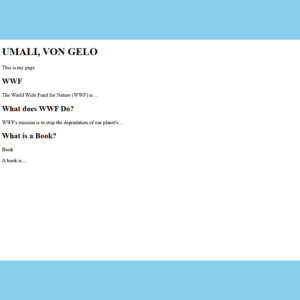 UMALI, VON GELO
This is my page
WWF
The World Wide Fund for Nature (WWF) is...
What does WWF Do?
WWF's mission is to stop the degradation of our planet's...
What is a Book?
Book
A book is...